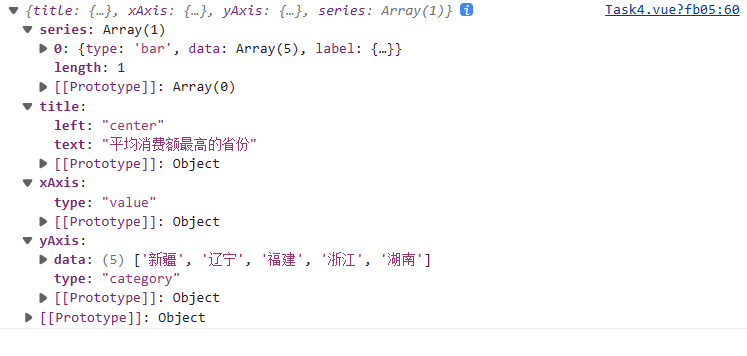 {title: {…}, xAxis: {…}, yAxis: {…}, series: Array(1)} i Task4.vue?fb05:60
series: Array(1)
0: {type: 'bar', data: Array(5), label: {…}}
length: 1
[[Prototype]]: Array(0)
title:
left: "center"
text: "平均消费额最高的省份"
[[Prototype]]: Object
xAxis:
type: "value"
[[Prototype]]: Object
yAxis:
data: (5) ['新疆', '辽宁', '福建', '浙江', '湖南']
type: "category"
[[Prototype]]: Object
[[Prototype]]: Object